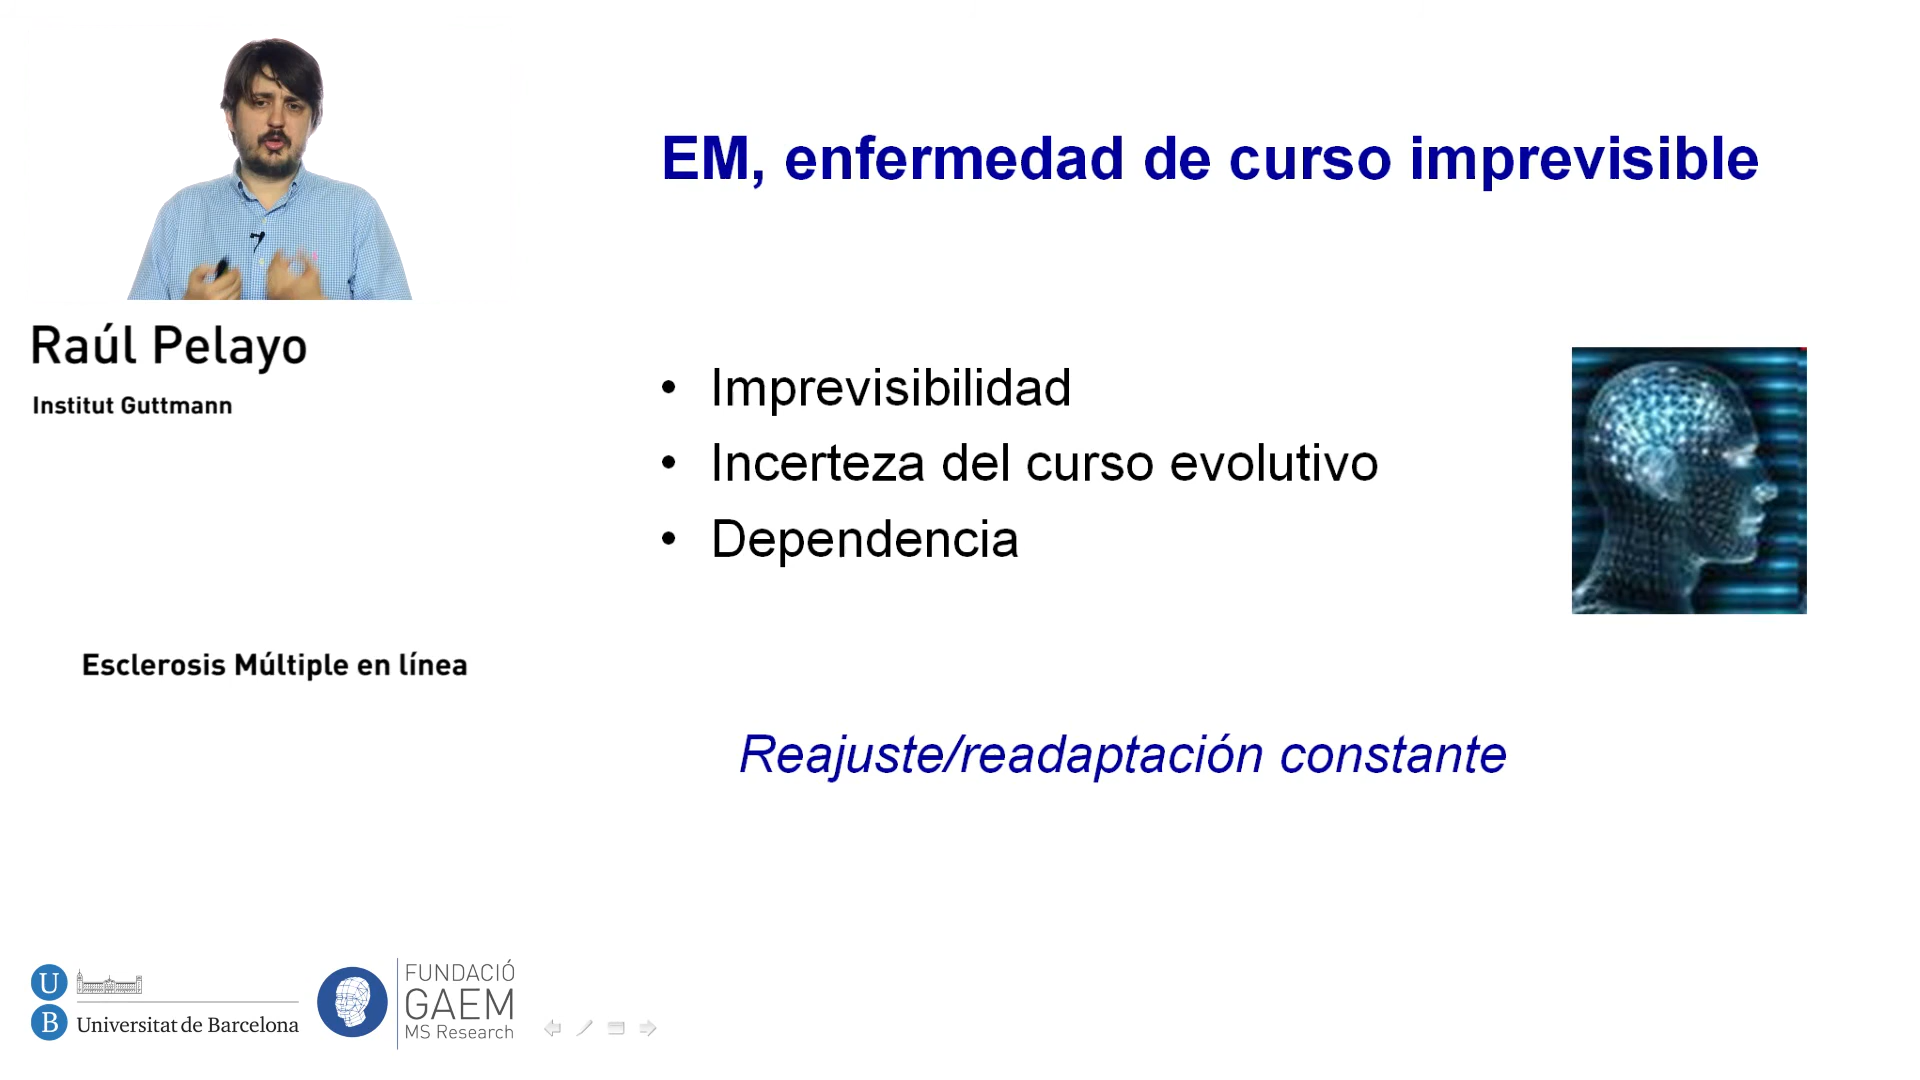 EM, enfermedad de curso imprevisible
Raúl Pelayo
Institut Guttmann
• Imprevisibilidad
• Incerteza del curso evolutivo
• Dependencia
Esclerosis Múltiple en línea
Reajuste/readaptación constante
U
B
Universitat de Barcelona
FUNDACIÓ
GAEM
MS Research